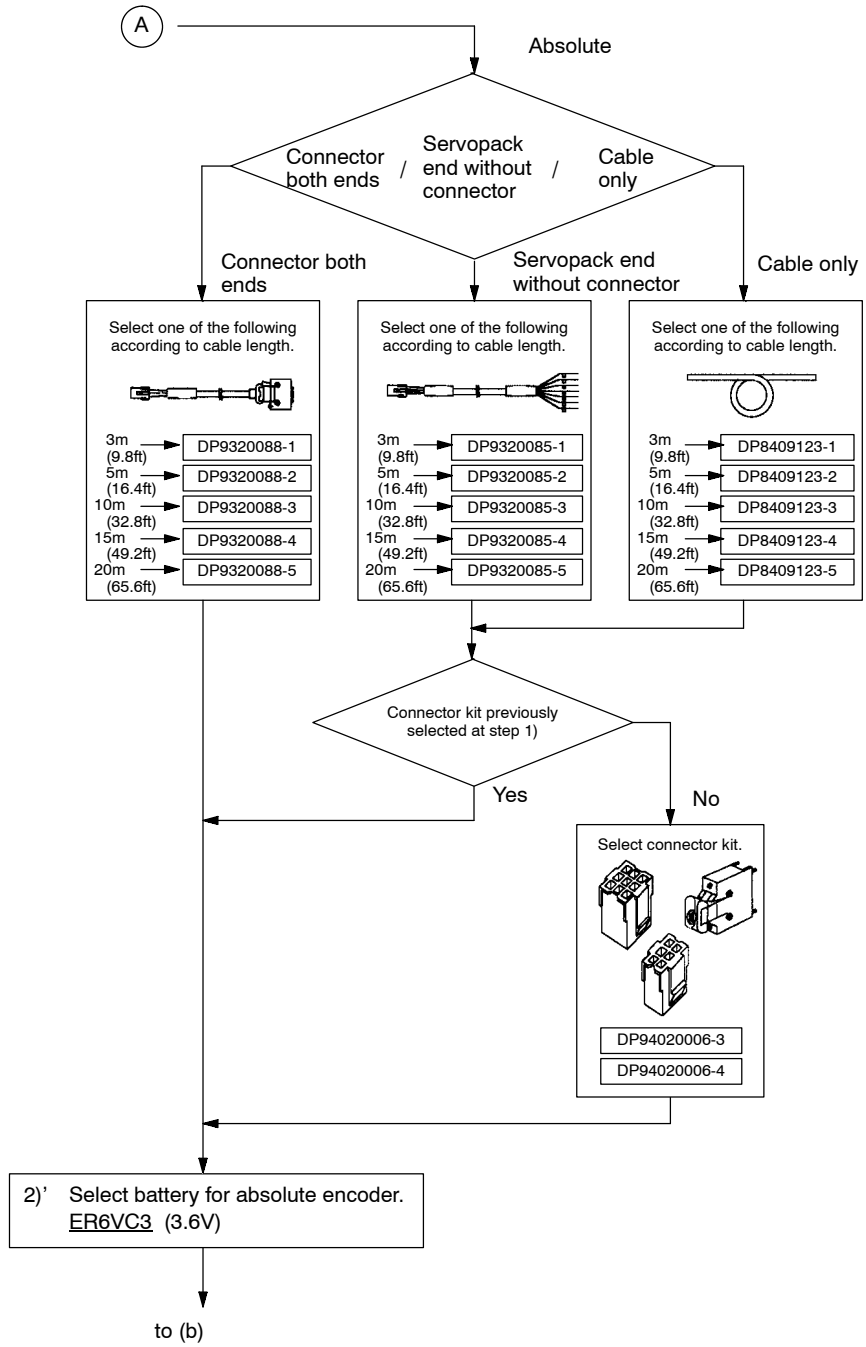 A
Absolute
Connector
both ends
/
Servopack
end without
connector
/
Cable
only
Connector both
ends
Servopack end
without connector
Cable only
Select one of the following
according to cable length.
3m
(9.8ft)
DP9320088-1
5m
(16.4ft)
DP9320088-2
10m
(32.8ft)
DP9320088-3
15m
(49.2ft)
DP9320088-4
20m
(65.6ft)
DP9320088-5
Select one of the following
according to cable length.
3m
(9.8ft)
DP9320085-1
5m
(16.4ft)
DP9320085-2
10m
(32.8ft)
DP9320085-3
15m
(49.2ft)
DP9320085-4
20m
(65.6ft)
DP9320085-5
Select one of the following
according to cable length.
3m
(9.8ft)
DP8409123-1
5m
(16.4ft)
DP8409123-2
10m
(32.8ft)
DP8409123-3
15m
(49.2ft)
DP8409123-4
20m
(65.6ft)
DP8409123-5
Connector kit previously
selected at step 1)
Yes
No
Select connector kit.
DP94020006-3
DP94020006-4
2)’ Select battery for absolute encoder.
ER6VC3 (3.6V)
to (b)